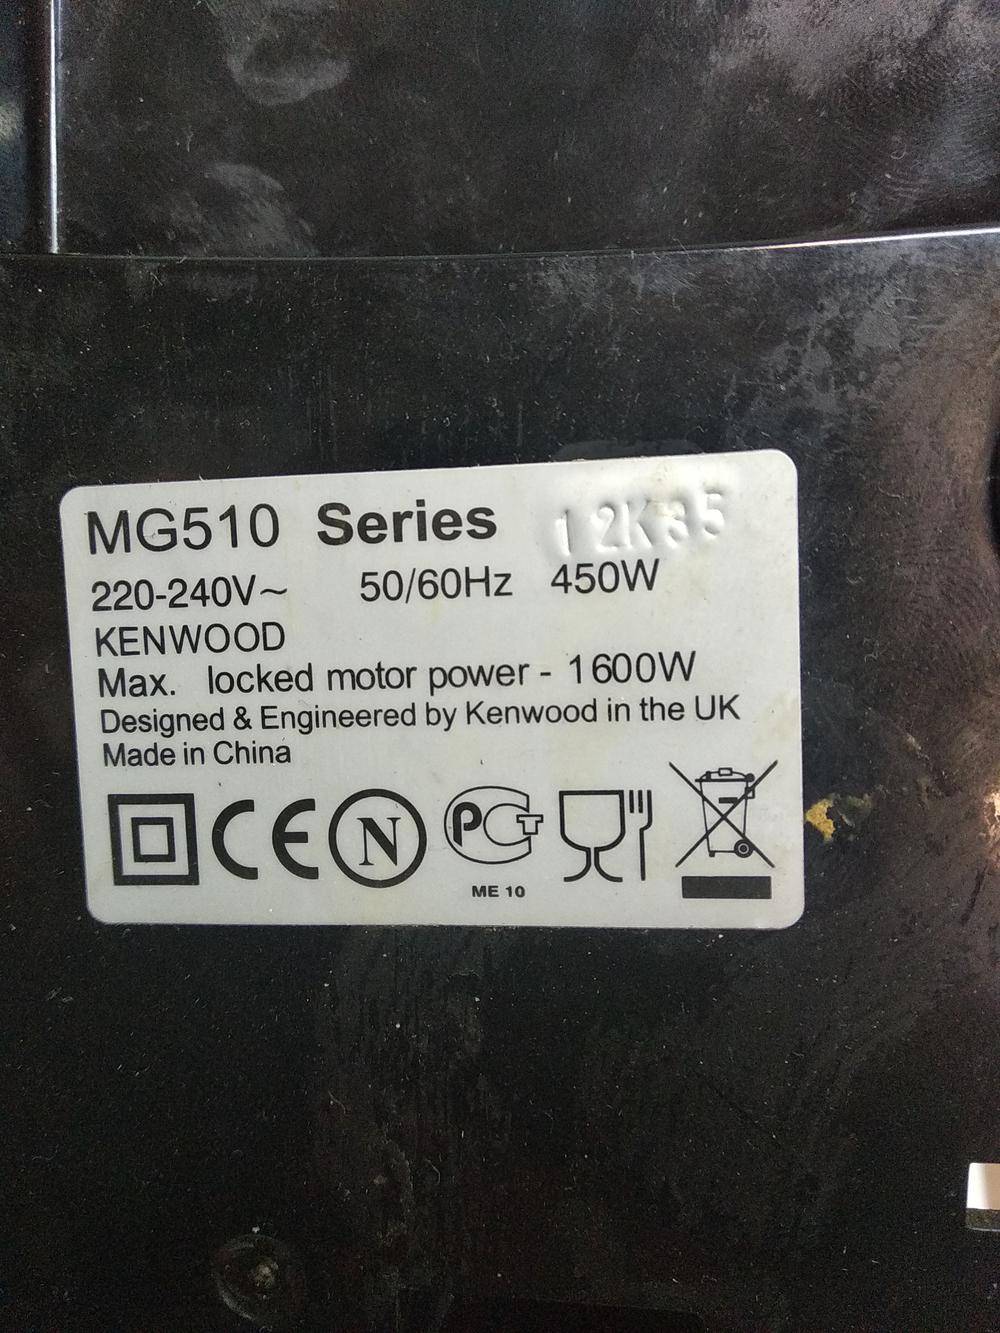 MG510 Series 12K35
220-240V~ 50/60Hz 450W
KENWOOD
Max. locked motor power - 1600W
Designed & Engineered by Kenwood in the UK
Made in China
CE N PCT
ME 10